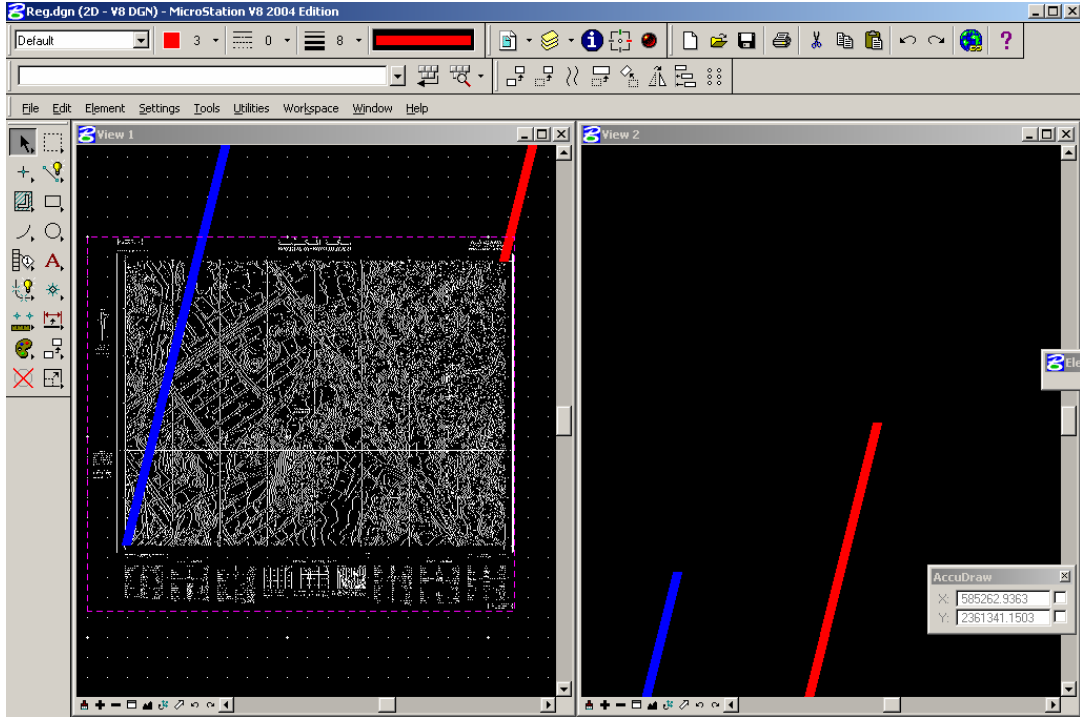 Reg.dgn (2D - V8 DGN) - MicroStation V8 2004 Edition
Default 3 0 8
File Edit Element Settings Tools Utilities Workspace Window Help
View 1
View 2
Ele
AccuDraw
X: 585262.9363
Y: 2361341.1503